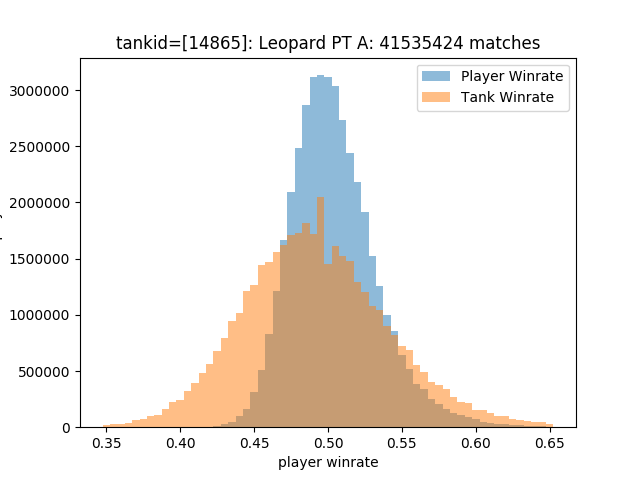 tankid=[14865]: Leopard PT A: 41535424 matches
Player Winrate
Tank Winrate
3000000
2500000
2000000
1500000
1000000
500000
0
0.35 0.40 0.45 0.50 0.55 0.60 0.65
player winrate